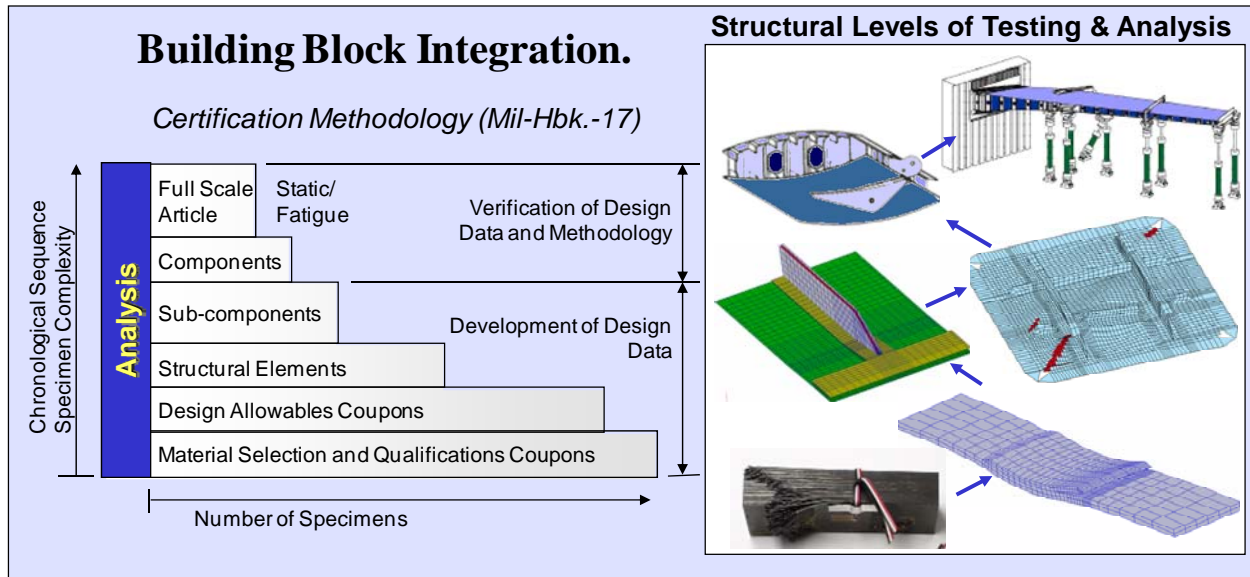 Building Block Integration.
Certification Methodology (Mil-Hbk.-17)
Chronological Sequence
Specimen Complexity
Analysis
Full Scale
Article
Static/
Fatigue
Components
Sub-components
Structural Elements
Design Allowables Coupons
Material Selection and Qualifications Coupons
Verification of Design
Data and Methodology
Development of Design
Data
Number of Specimens
Structural Levels of Testing & Analysis